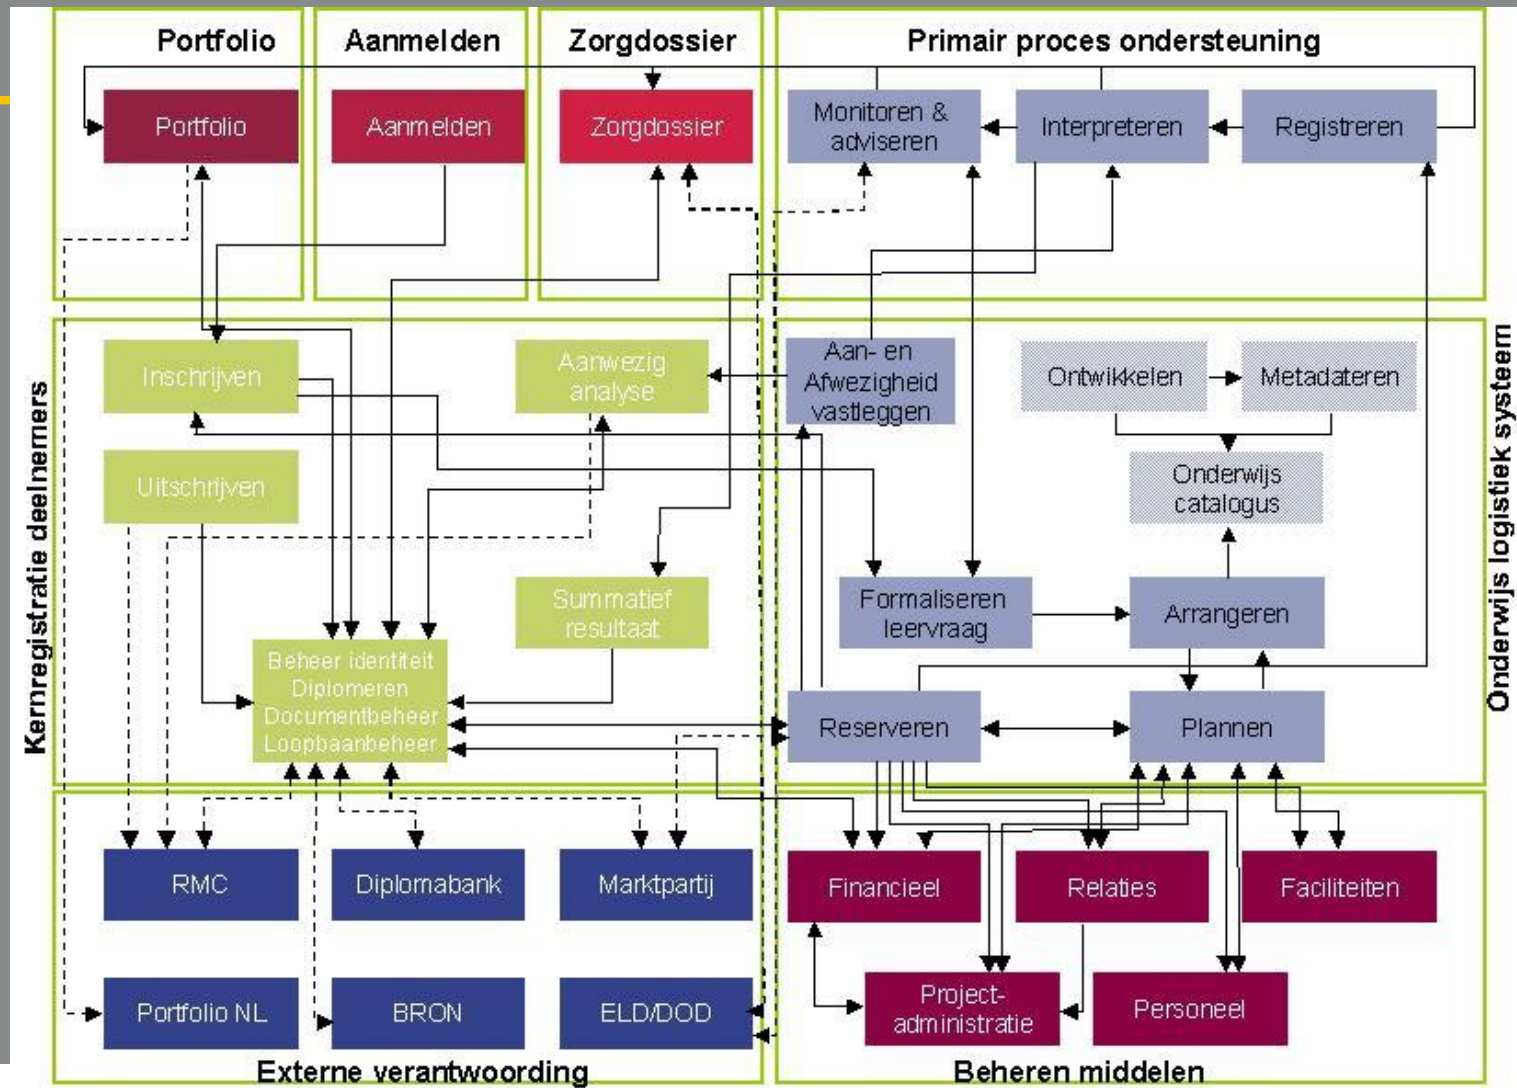 Portfolio
Aanmelden
Zorgdossier
Primair proces ondersteuning
Portfolio
Aanmelden
Zorgdossier
Monitoren &
adviseren
Interpreteren
Registreren
Kernregistratie deelnemers
Inschrijven
Aanwezig
analyse
Uitschrijven
Summatief
resultaat
Beheer identiteit
Diplomeren
Documentbeheer
Loopbaanbeheer
Onderwijs logistiek systeem
Aan- en
Afwezigheid
vastleggen
Ontwikkelen
Metadateren
Onderwijs
catalogus
Formaliseren
leervraag
Arrangeren
Reserveren
Plannen
RMC
Diplomabank
Marktpartij
Portfolio NL
BRON
ELD/DOD
Externe verantwoording
Financieel
Relaties
Faciliteiten
Project-
administratie
Personeel
Beheren middelen